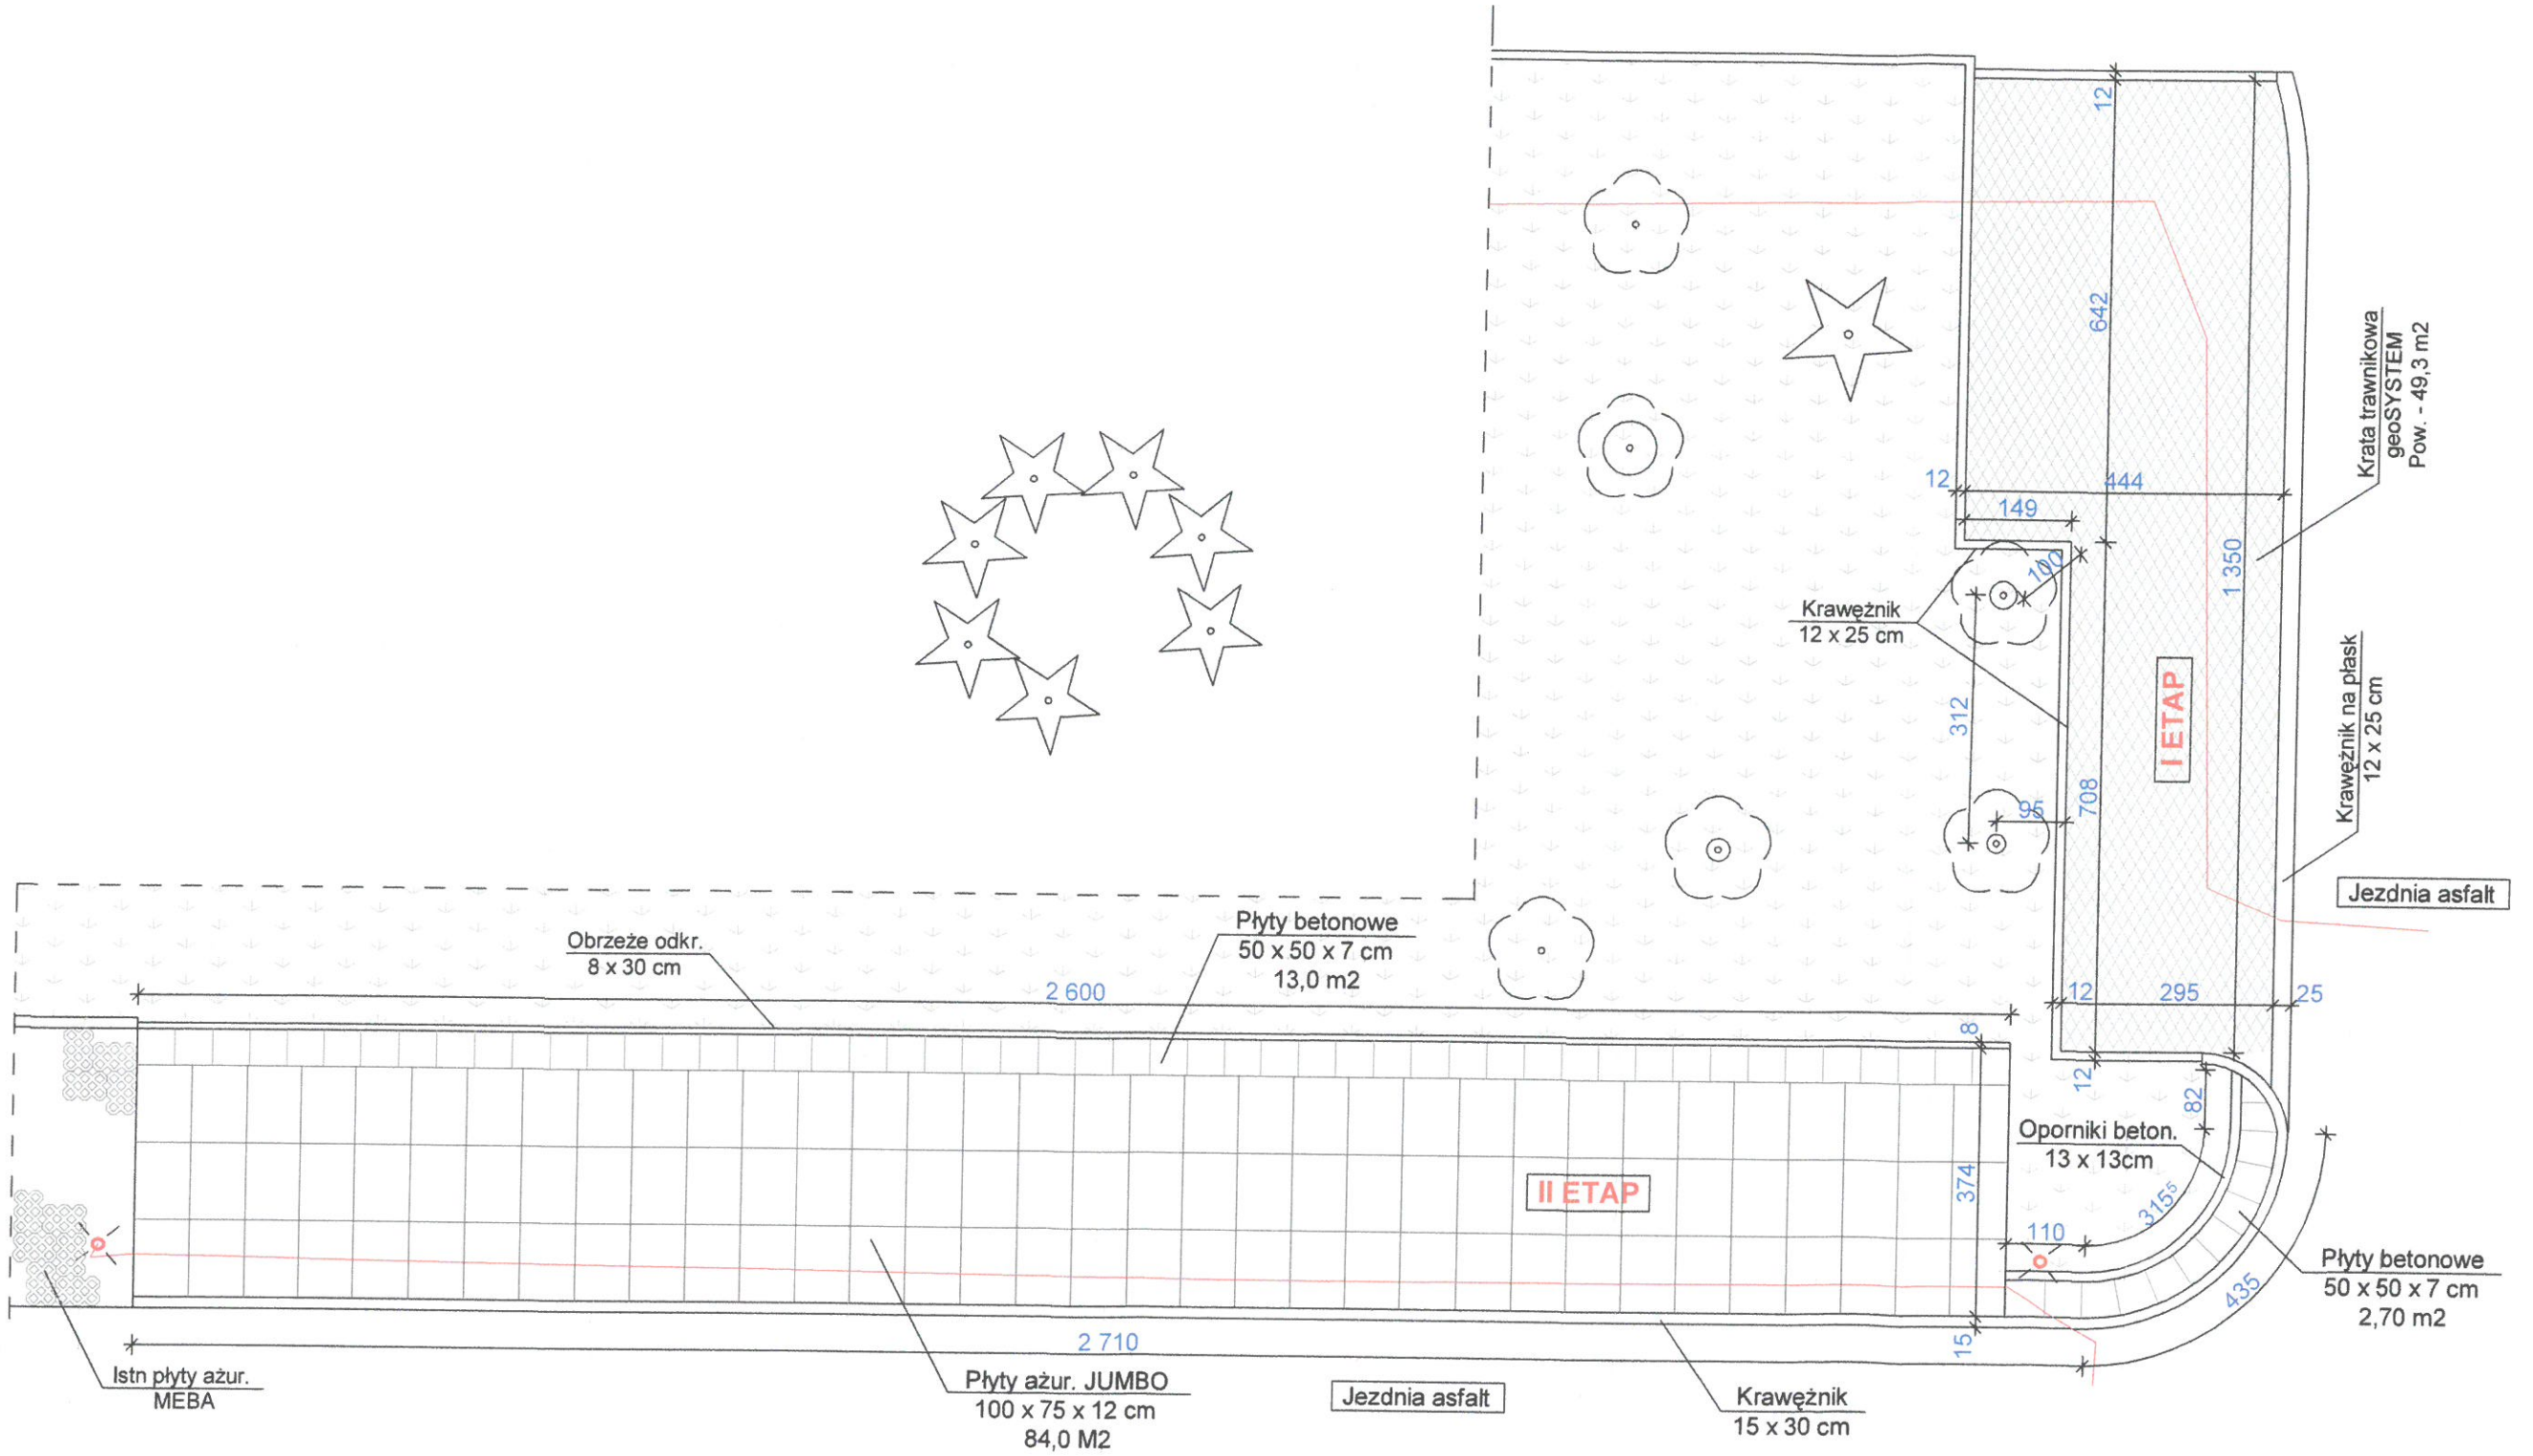 12
642
Krata trawnikowa
geoSYSTEM
Pow. - 49,3 m2
12
444
149
100
1 350
Krawężnik
12 x 25 cm
I ETAP
Krawężnik na płask
12 x 25 cm
312
708
95
Jezdnia asfalt
Obrzeże odkr.
8 x 30 cm
Płyty betonowe
50 x 50 x 7 cm
13,0 m2
2 600
12
295
25
8
12
82
Oporniki beton.
13 x 13cm
II ETAP
374
315⁵
110
Płyty betonowe
50 x 50 x 7 cm
2,70 m2
435
2 710
15
Istn płyty ażur.
MEBA
Płyty ażur. JUMBO
100 x 75 x 12 cm
84,0 M2
Jezdnia asfalt
Krawężnik
15 x 30 cm